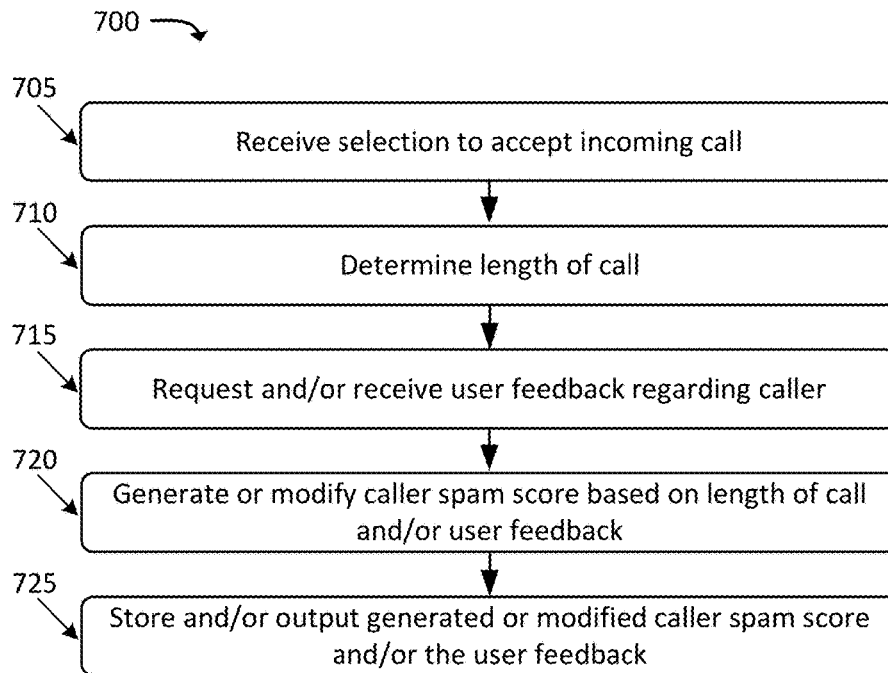 700
705
Receive selection to accept incoming call
710
Determine length of call
715
Request and/or receive user feedback regarding caller
720
Generate or modify caller spam score based on length of call
and/or user feedback
725
Store and/or output generated or modified caller spam score
and/or the user feedback